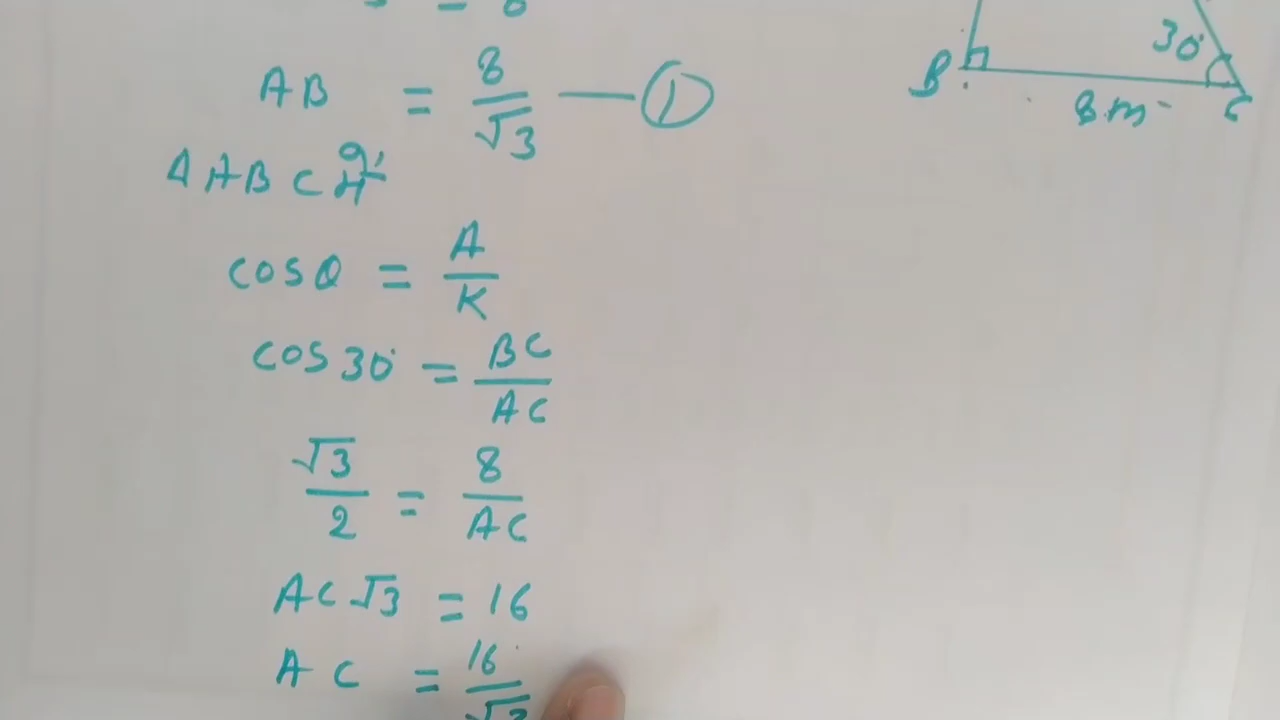 AB = 8/√3 —— ①
Δ ABC में
cosθ = A/K
cos30° = BC/AC
√3/2 = 8/AC
AC√3 = 16
AC = 16/√3
B
30°
8 m
C